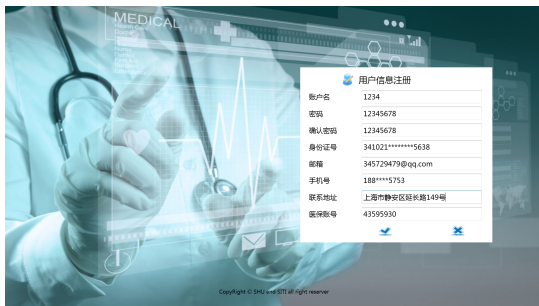 MEDICAL
Health Care
用户信息注册
账户名 1234
密码 12345678
确认密码 12345678
身份证号 341021********5638
邮箱 345729479@qq.com
手机号 188****5753
联系地址 上海市静安区延长路149号
医保账号 43595930
CopyRight © SHU and SITI all right reserver